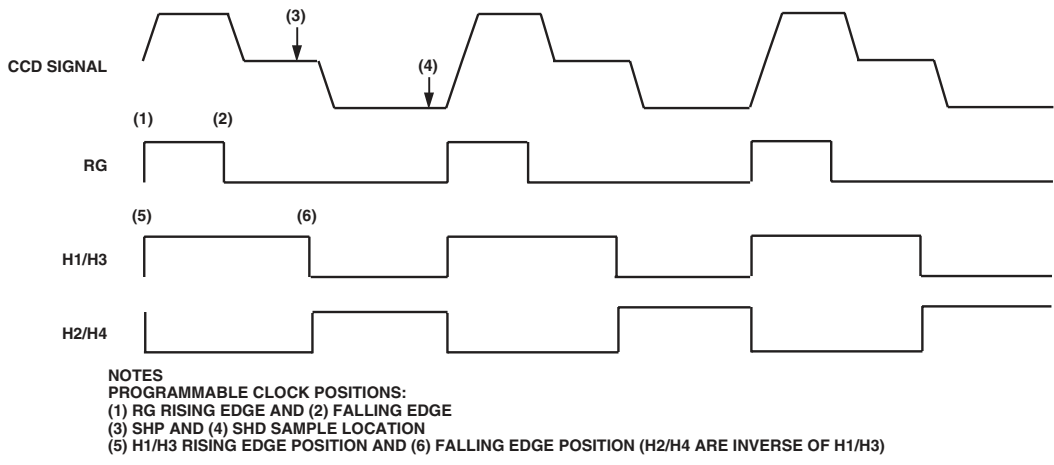 (3)
(4)
CCD SIGNAL
(1)
(2)
RG
(5)
(6)
H1/H3
H2/H4
NOTES
PROGRAMMABLE CLOCK POSITIONS:
(1) RG RISING EDGE AND (2) FALLING EDGE
(3) SHP AND (4) SHD SAMPLE LOCATION
(5) H1/H3 RISING EDGE POSITION AND (6) FALLING EDGE POSITION (H2/H4 ARE INVERSE OF H1/H3)